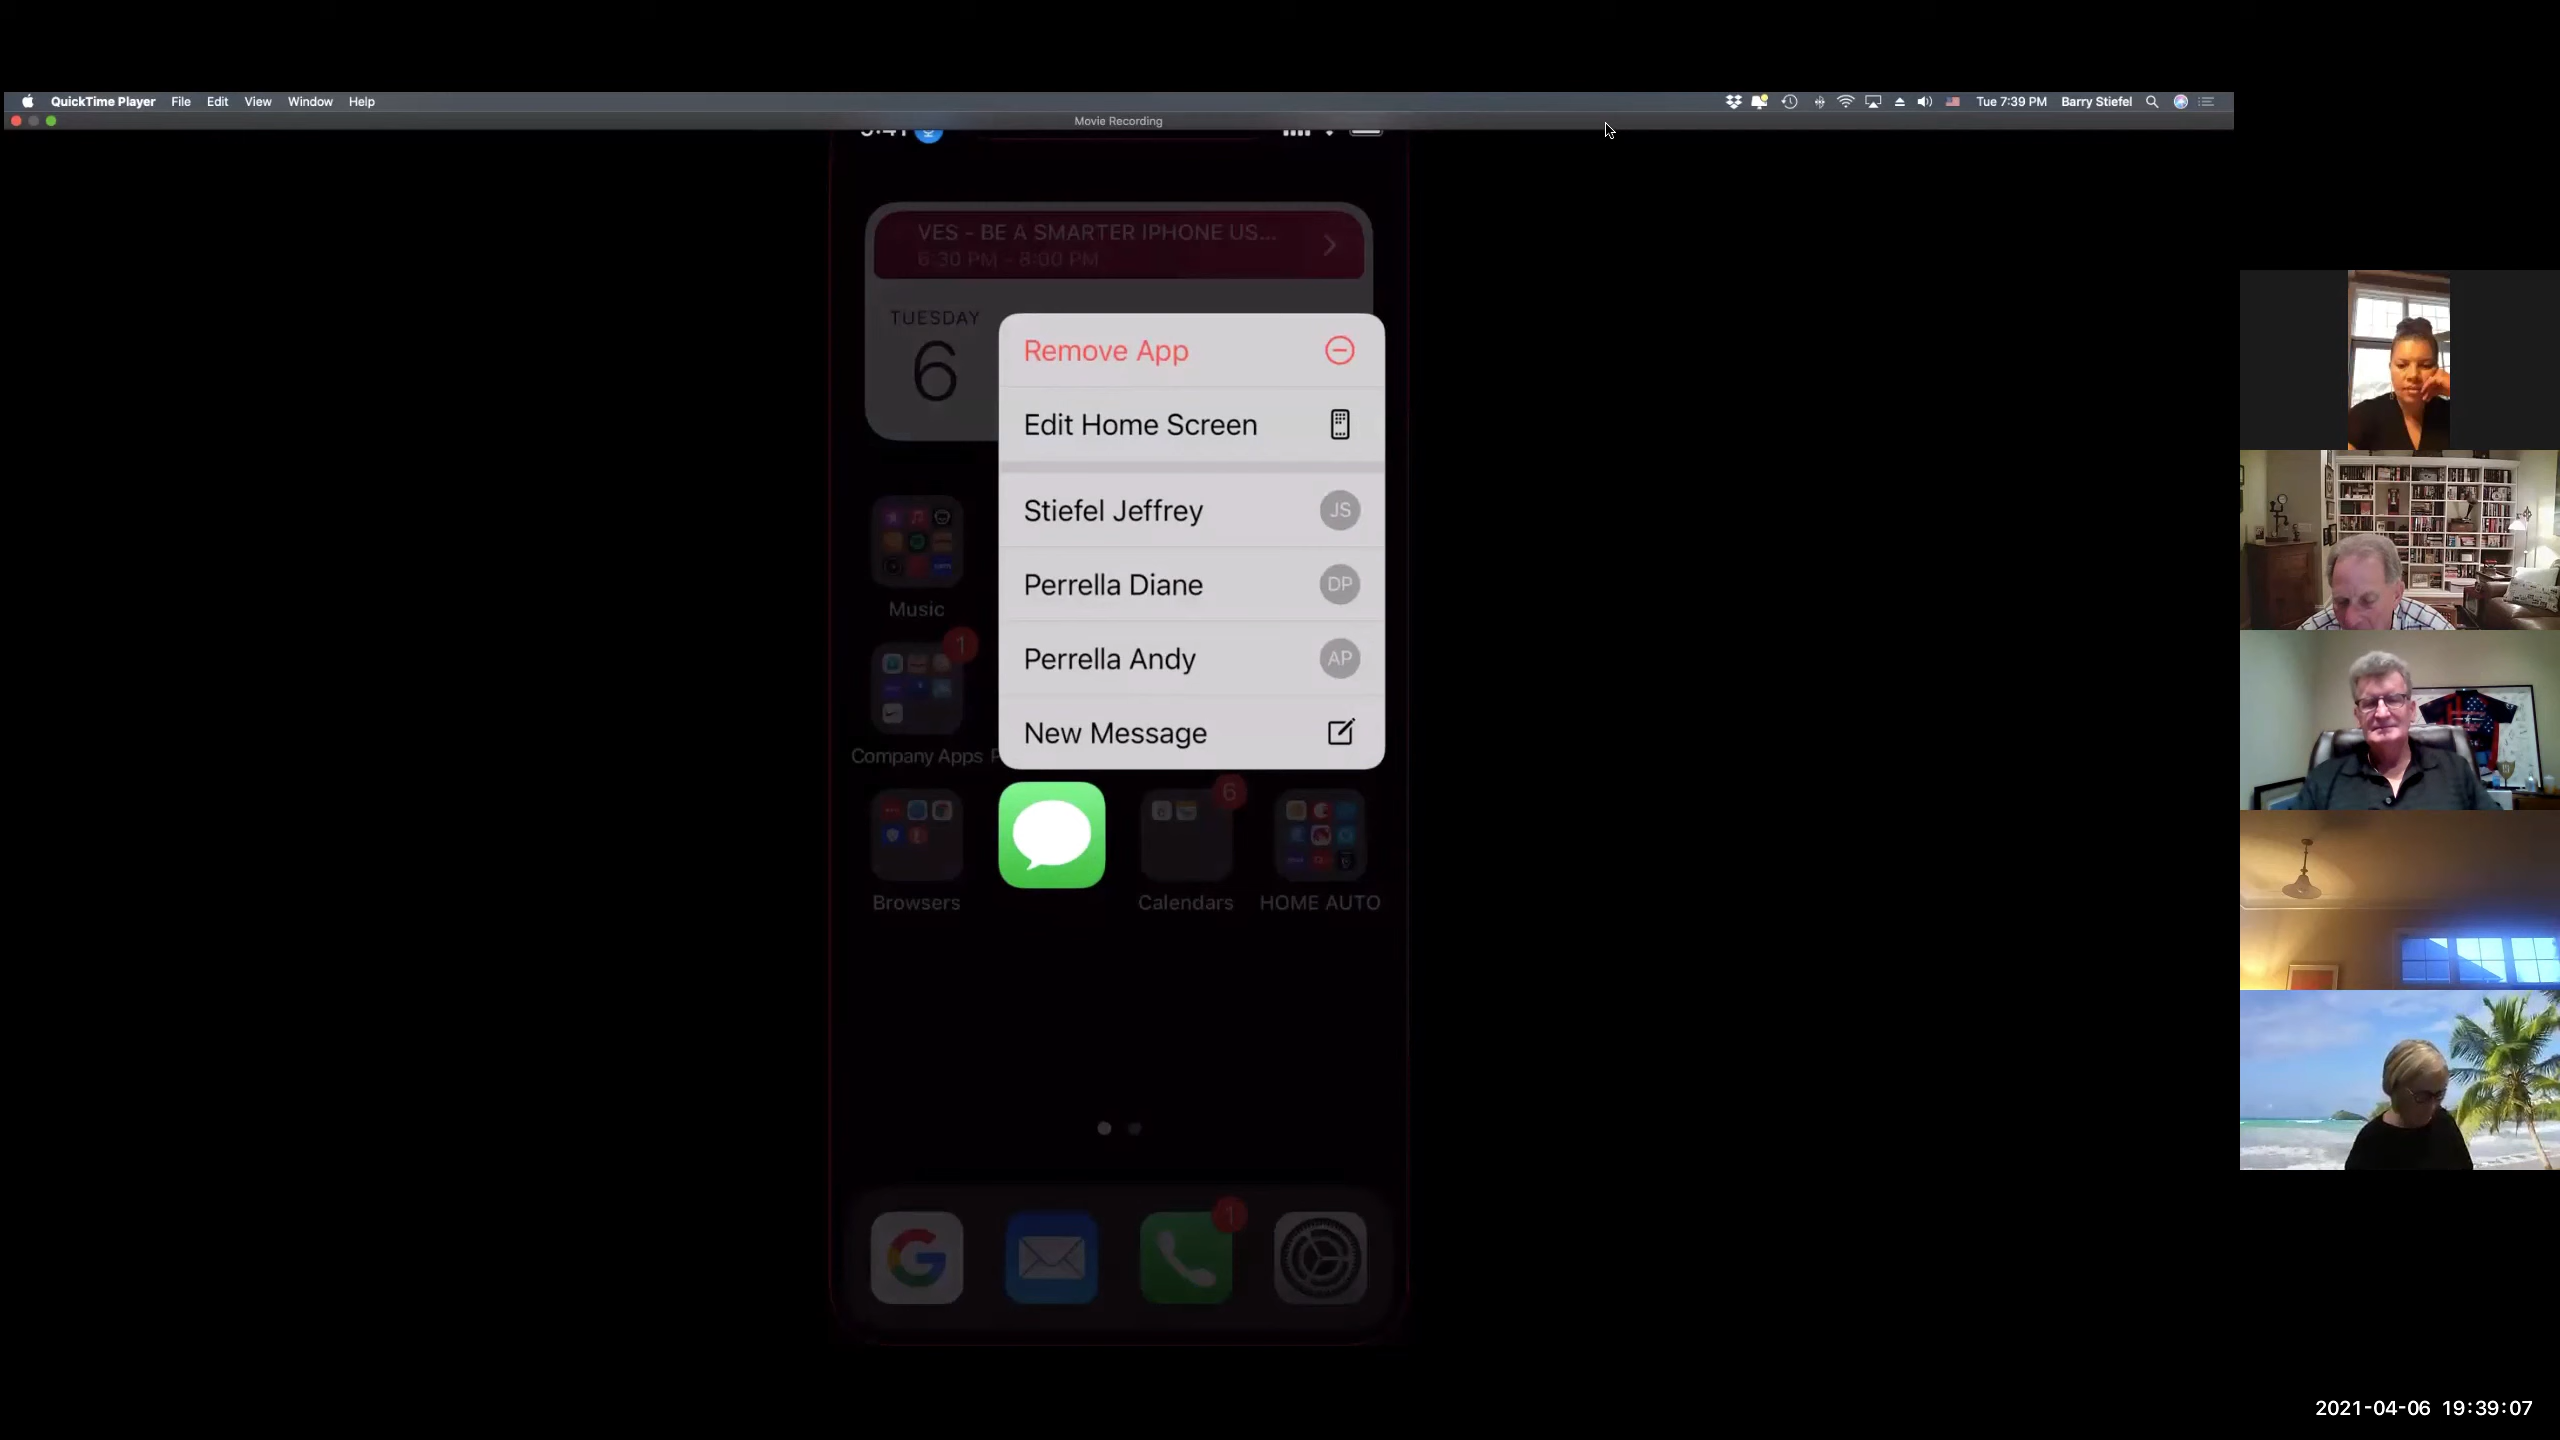 QuickTime Player File Edit View Window Help Tue 7:39 PM Barry Stiefel
Movie Recording
9:41
VES - BE A SMARTER IPHONE US...
6:30 PM - 8:00 PM
TUESDAY
6
Remove App
Edit Home Screen
Stiefel Jeffrey JS
Perrella Diane DP
Perrella Andy AP
New Message
Music
1
Company Apps
6
Browsers Calendars HOME AUTO
1
2021-04-06 19:39:07